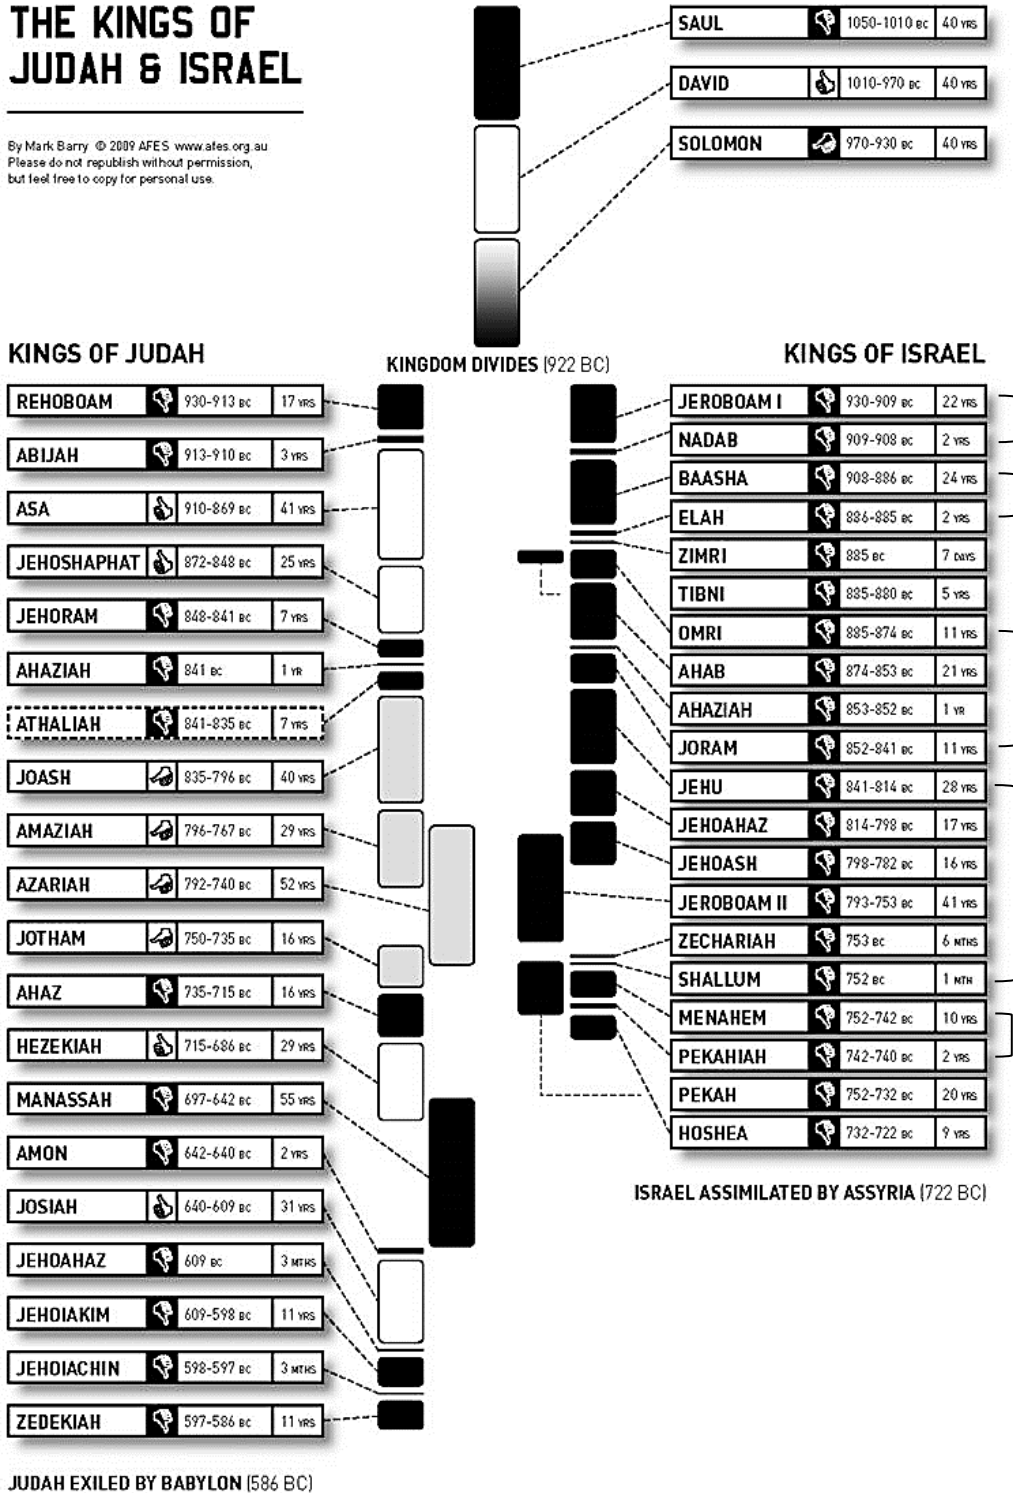 THE KINGS OF
JUDAH & ISRAEL
By Mark Barry © 2009 AFES www.afes.org.au
Please do not republish without permission,
but feel free to copy for personal use.
SAUL 1050-1010 BC 40 YRS
DAVID 1010-970 BC 40 YRS
SOLOMON 970-930 BC 40 YRS
KINGDOM DIVIDES (922 BC)
KINGS OF JUDAH
REHOBOAM 930-913 BC 17 YRS
ABIJAH 913-910 BC 3 YRS
ASA 910-869 BC 41 YRS
JEHOSHAPHAT 872-848 BC 25 YRS
JEHORAM 848-841 BC 7 YRS
AHAZIAH 841 BC 1 YR
ATHALIAH 841-835 BC 7 YRS
JOASH 835-796 BC 40 YRS
AMAZIAH 796-767 BC 29 YRS
AZARIAH 792-740 BC 52 YRS
JOTHAM 750-735 BC 16 YRS
AHAZ 735-715 BC 16 YRS
HEZEKIAH 715-686 BC 29 YRS
MANASSAH 697-642 BC 55 YRS
AMON 642-640 BC 2 YRS
JOSIAH 640-609 BC 31 YRS
JEHOAHAZ 609 BC 3 MTHS
JEHOIAKIM 609-598 BC 11 YRS
JEHOIACHIN 598-597 BC 3 MTHS
ZEDEKIAH 597-586 BC 11 YRS
JUDAH EXILED BY BABYLON (586 BC)
KINGS OF ISRAEL
JEROBOAM I 930-909 BC 22 YRS
NADAB 909-908 BC 2 YRS
BAASHA 908-886 BC 24 YRS
ELAH 886-885 BC 2 YRS
ZIMRI 885 BC 7 DAYS
TIBNI 885-880 BC 5 YRS
OMRI 885-874 BC 11 YRS
AHAB 874-853 BC 21 YRS
AHAZIAH 853-852 BC 1 YR
JORAM 852-841 BC 11 YRS
JEHU 841-814 BC 28 YRS
JEHOAHAZ 814-798 BC 17 YRS
JEHOASH 798-782 BC 16 YRS
JEROBOAM II 793-753 BC 41 YRS
ZECHARIAH 753 BC 6 MTHS
SHALLUM 752 BC 1 MTH
MENAHEM 752-742 BC 10 YRS
PEKAHIAH 742-740 BC 2 YRS
PEKAH 752-732 BC 20 YRS
HOSHEA 732-722 BC 9 YRS
ISRAEL ASSIMILATED BY ASSYRIA (722 BC)